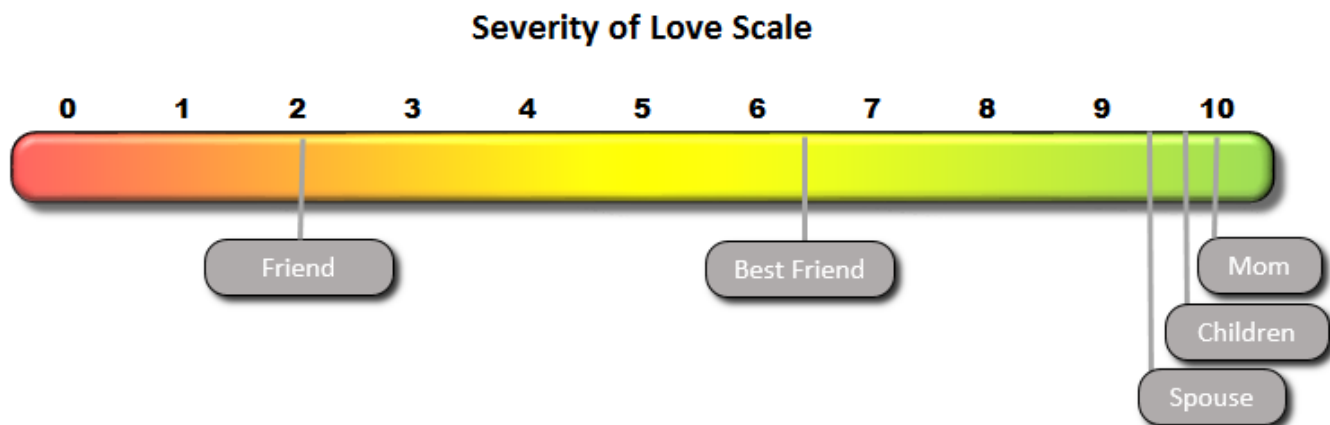 Severity of Love Scale
0 1 2 3 4 5 6 7 8 9 10
Friend
Best Friend
Mom
Children
Spouse